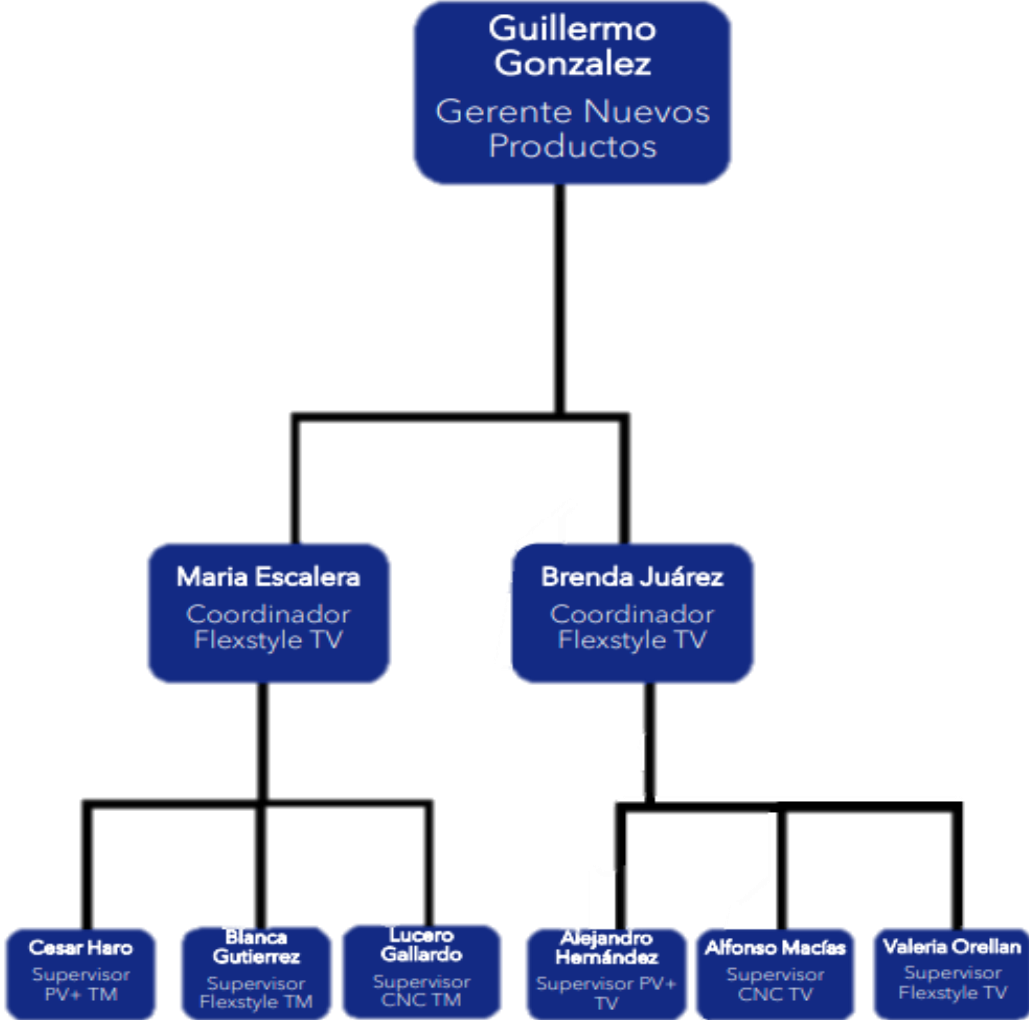 Guillermo
Gonzalez
Gerente Nuevos
Productos
Maria Escalera
Coordinador
Flexstyle TV
Brenda Juárez
Coordinador
Flexstyle TV
Cesar Haro
Supervisor
PV+ TM
Blanca
Gutierrez
Supervisor
Flexstyle TM
Lucero
Gallardo
Supervisor
CNC TM
Alejandro
Hernández
Supervisor PV+
TV
Alfonso Macías
Supervisor
CNC TV
Valeria Orellan
Supervisor
Flexstyle TV